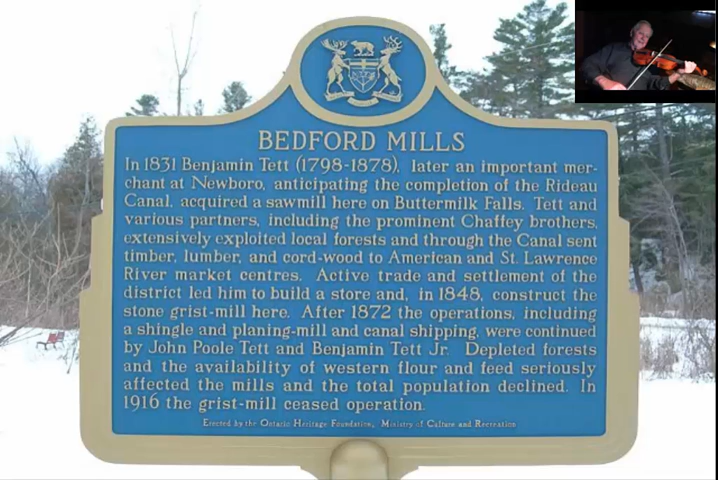 BEDFORD MILLS
In 1831 Benjamin Tett (1798-1878), later an important mer-
chant at Newboro, anticipating the completion of the Rideau
Canal, acquired a sawmill here on Buttermilk Falls. Tett and
various partners, including the prominent Chaffey brothers,
extensively exploited local forests and through the Canal sent
timber, lumber, and cord-wood to American and St. Lawrence
River market centres. Active trade and settlement of the
district led him to build a store and, in 1848, construct the
stone grist-mill here. After 1872 the operations, including
a shingle and planing-mill and canal shipping, were continued
by John Poole Tett and Benjamin Tett Jr. Depleted forests
and the availability of western flour and feed seriously
affected the mills and the total population declined. In
1916 the grist-mill ceased operation.
Erected by the Ontario Heritage Foundation, Ministry of Culture and Recreation